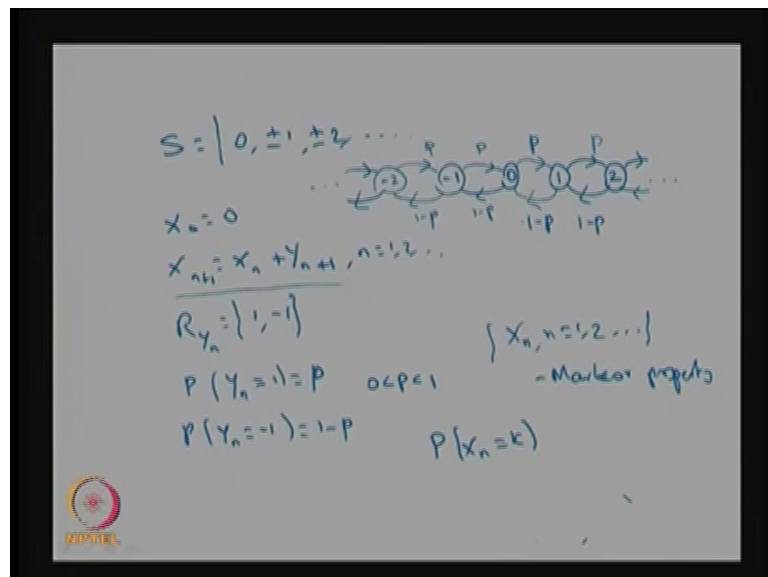 S = { 0, ±1, ±2, ....
p p p p
... -2 -1 0 1 2 ...
1-p 1-p 1-p 1-p
X₀ = 0
Xₙ₊₁ = Xₙ + Yₙ₊₁, n=1,2..
R_Yₙ = {1, -1}
{Xₙ, n=1,2...}
P(Yₙ=1)=p 0<p<1
- Markov property
P(Yₙ=-1)=1-p
P(Xₙ=k)
NPTEL